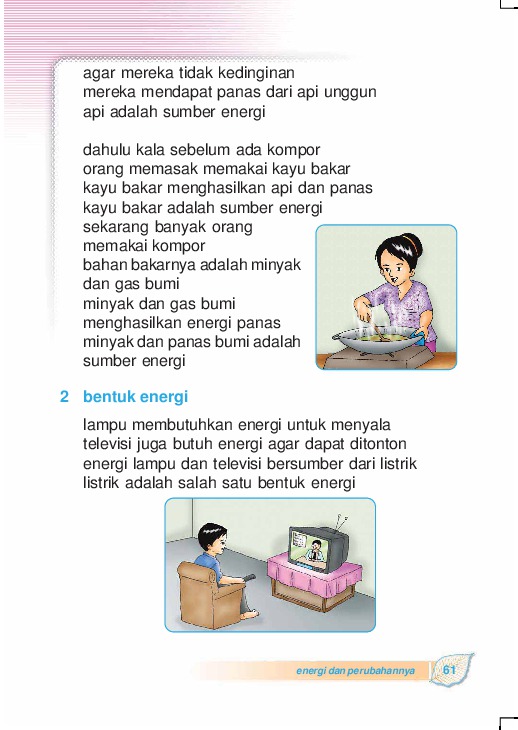 agar mereka tidak kedinginan
mereka mendapat panas dari api unggun
api adalah sumber energi
dahulu kala sebelum ada kompor
orang memasak memakai kayu bakar
kayu bakar menghasilkan api dan panas
kayu bakar adalah sumber energi
sekarang banyak orang
memakai kompor
bahan bakarnya adalah minyak
dan gas bumi
minyak dan gas bumi
menghasilkan energi panas
minyak dan panas bumi adalah
sumber energi
2 bentuk energi
lampu membutuhkan energi untuk menyala
televisi juga butuh energi agar dapat ditonton
energi lampu dan televisi bersumber dari listrik
listrik adalah salah satu bentuk energi
energi dan perubahannya 61